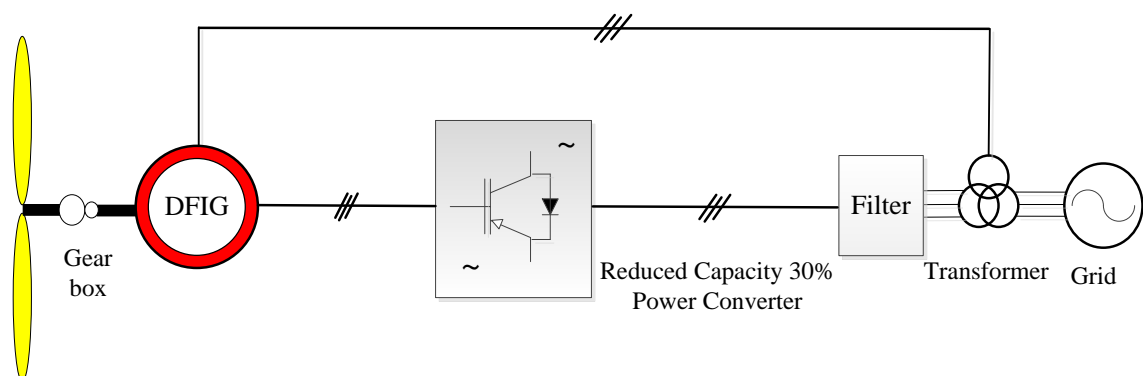 DFIG
Gear
box
~
~
Reduced Capacity 30%
Power Converter
Filter
Transformer
Grid